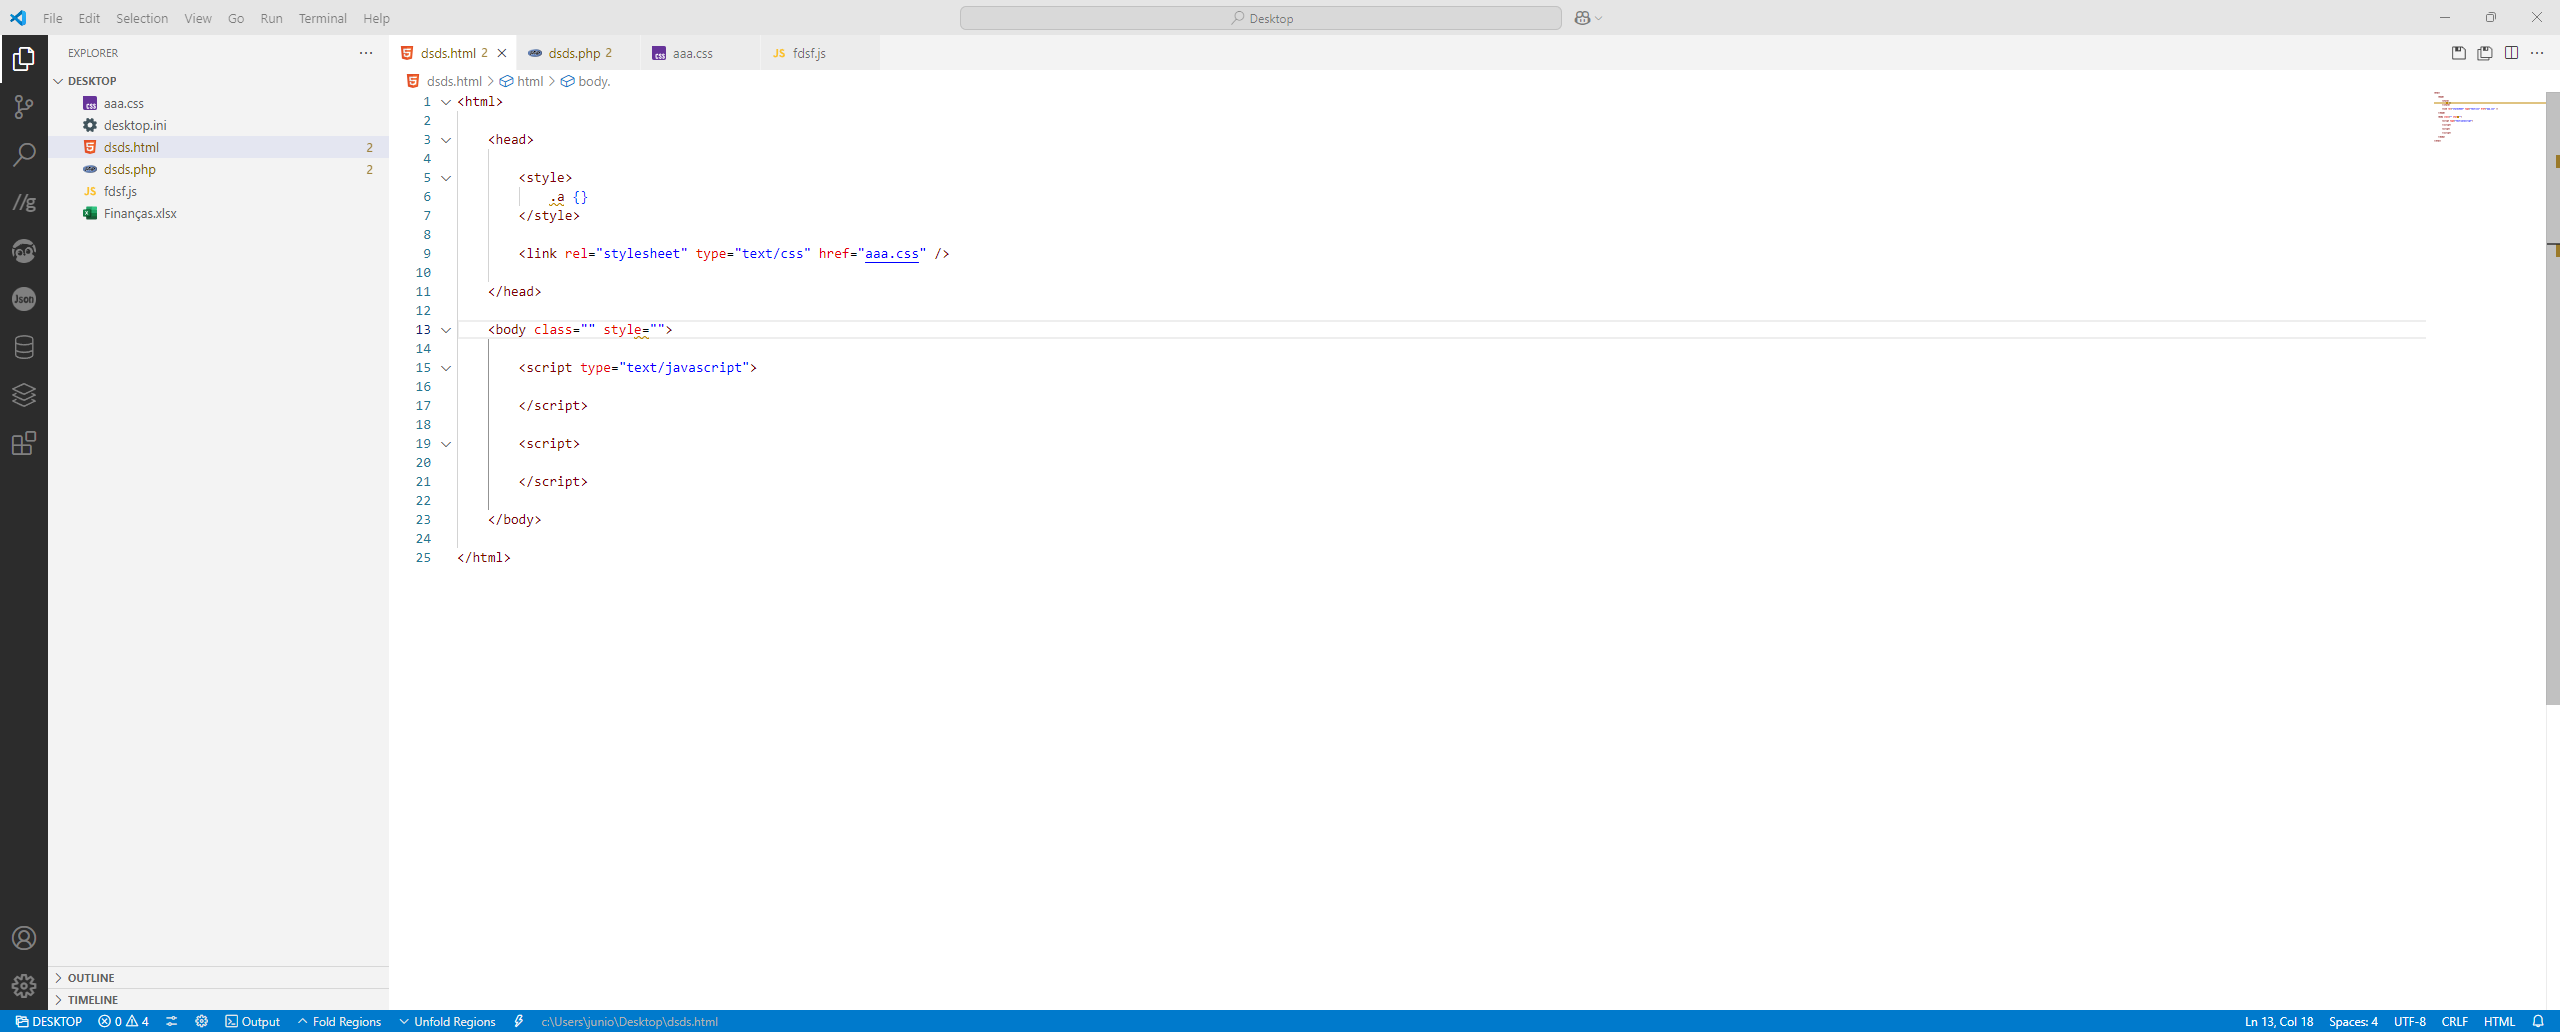 File Edit Selection View Go Run Terminal Help
Desktop
EXPLORER
DESKTOP
aaa.css
desktop.ini
dsds.html 2
dsds.php 2
fdsf.js
Finanças.xlsx
OUTLINE
TIMELINE
dsds.html 2 dsds.php 2 aaa.css fdsf.js
dsds.html > html > body.
1 <html>
2
3 <head>
4
5 <style>
6 .a {}
7 </style>
8
9 <link rel="stylesheet" type="text/css" href="aaa.css" />
10
11 </head>
12
13 <body class="" style="">
14
15 <script type="text/javascript">
16
17 </script>
18
19 <script>
20
21 </script>
22
23 </body>
24
25 </html>
DESKTOP 0 4 Output Fold Regions Unfold Regions c:\Users\junio\Desktop\dsds.html Ln 13, Col 18 Spaces: 4 UTF-8 CRLF HTML